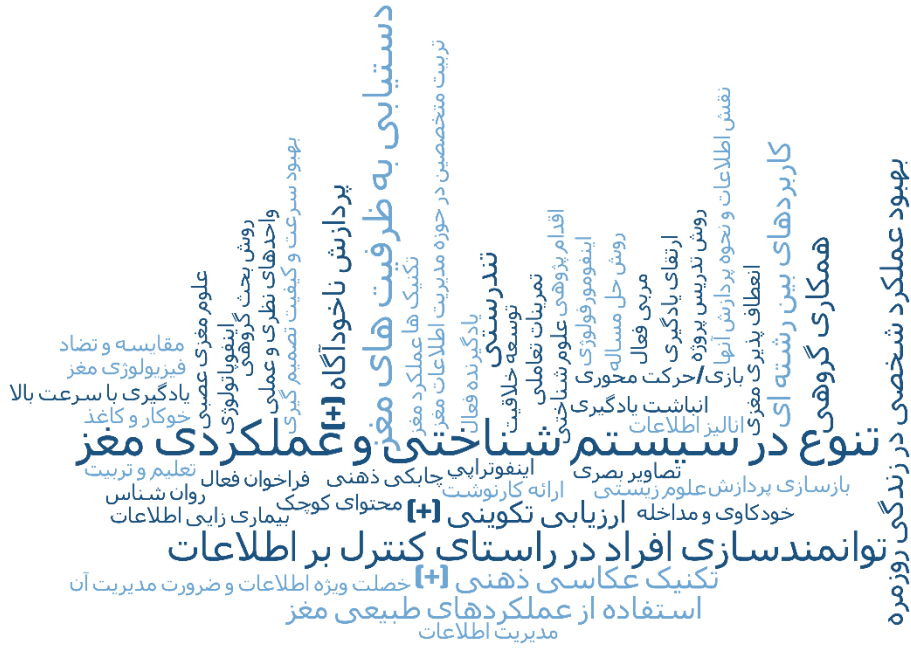 دستیابی به ظرفیت های مغز
تربیت متخصصین در حوزه مدیریت اطلاعات مغز
نقش اطلاعات و نحوه پردازش آنها
کاربردهای بین رشته ای
بهبود عملکرد شخصی در زندگی روزمره
همکاری گروهی
انعطاف پذیری مغزی
روش تدریس پروژه
ارتقای یادگیری
مربی فعال
روش حل مساله
اینفومورفولوژی
اقدام پژوهی
علوم شناختی
تمرینات تعاملی
توسعه خلاقیت
تندرستی
یادگیرنده فعال
تکنیک ها عملکرد مغز
پردازش ناخودآگاه (+)
بهبود سرعت و کیفیت تصمیم گیری
واحدهای نظری و عملی
روش بحث گروهی
اینفوپاتولوژی
علوم مغزی عصبی
مقایسه و تضاد
فیزیولوژی مغز
یادگیری با سرعت بالا
خوکار و کاغذ
بازی/حرکت محوری
انباشت یادگیری
انالیز اطلاعات
تنوع در سیستم شناختی و عملکردی مغز
تصاویر بصری
اینفوتراپی
چابکی ذهنی
فراخوان فعال
تعلیم و تربیت
بازسازی پردازش
علوم زیستی
ارائه کارنوشت
روان شناس
محتوای کوچک
خودکاوی و مداخله
ارزیابی تکوینی (+)
بیماری زایی اطلاعات
توانمندسازی افراد در راستای کنترل بر اطلاعات
تکنیک عکاسی ذهنی (+)
خصلت ویژه اطلاعات و ضرورت مدیریت آن
استفاده از عملکردهای طبیعی مغز
مدیریت اطلاعات